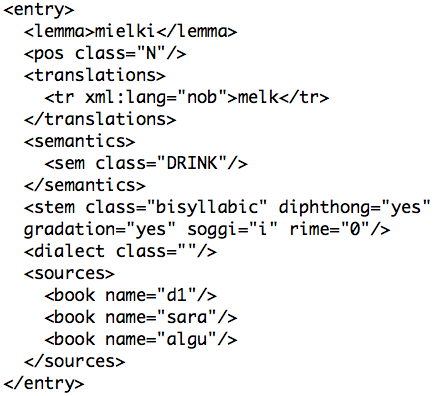 <entry>
  <lemma>mielki</lemma>
  <pos class="N"/>
  <translations>
    <tr xml:lang="nob">melk</tr>
  </translations>
  <semantics>
    <sem class="DRINK"/>
  </semantics>
  <stem class="bisyllabic" diphthong="yes"
  gradation="yes" soggi="i" rime="0"/>
  <dialect class=""/>
  <sources>
    <book name="d1"/>
    <book name="sara"/>
    <book name="algu"/>
  </sources>
</entry>